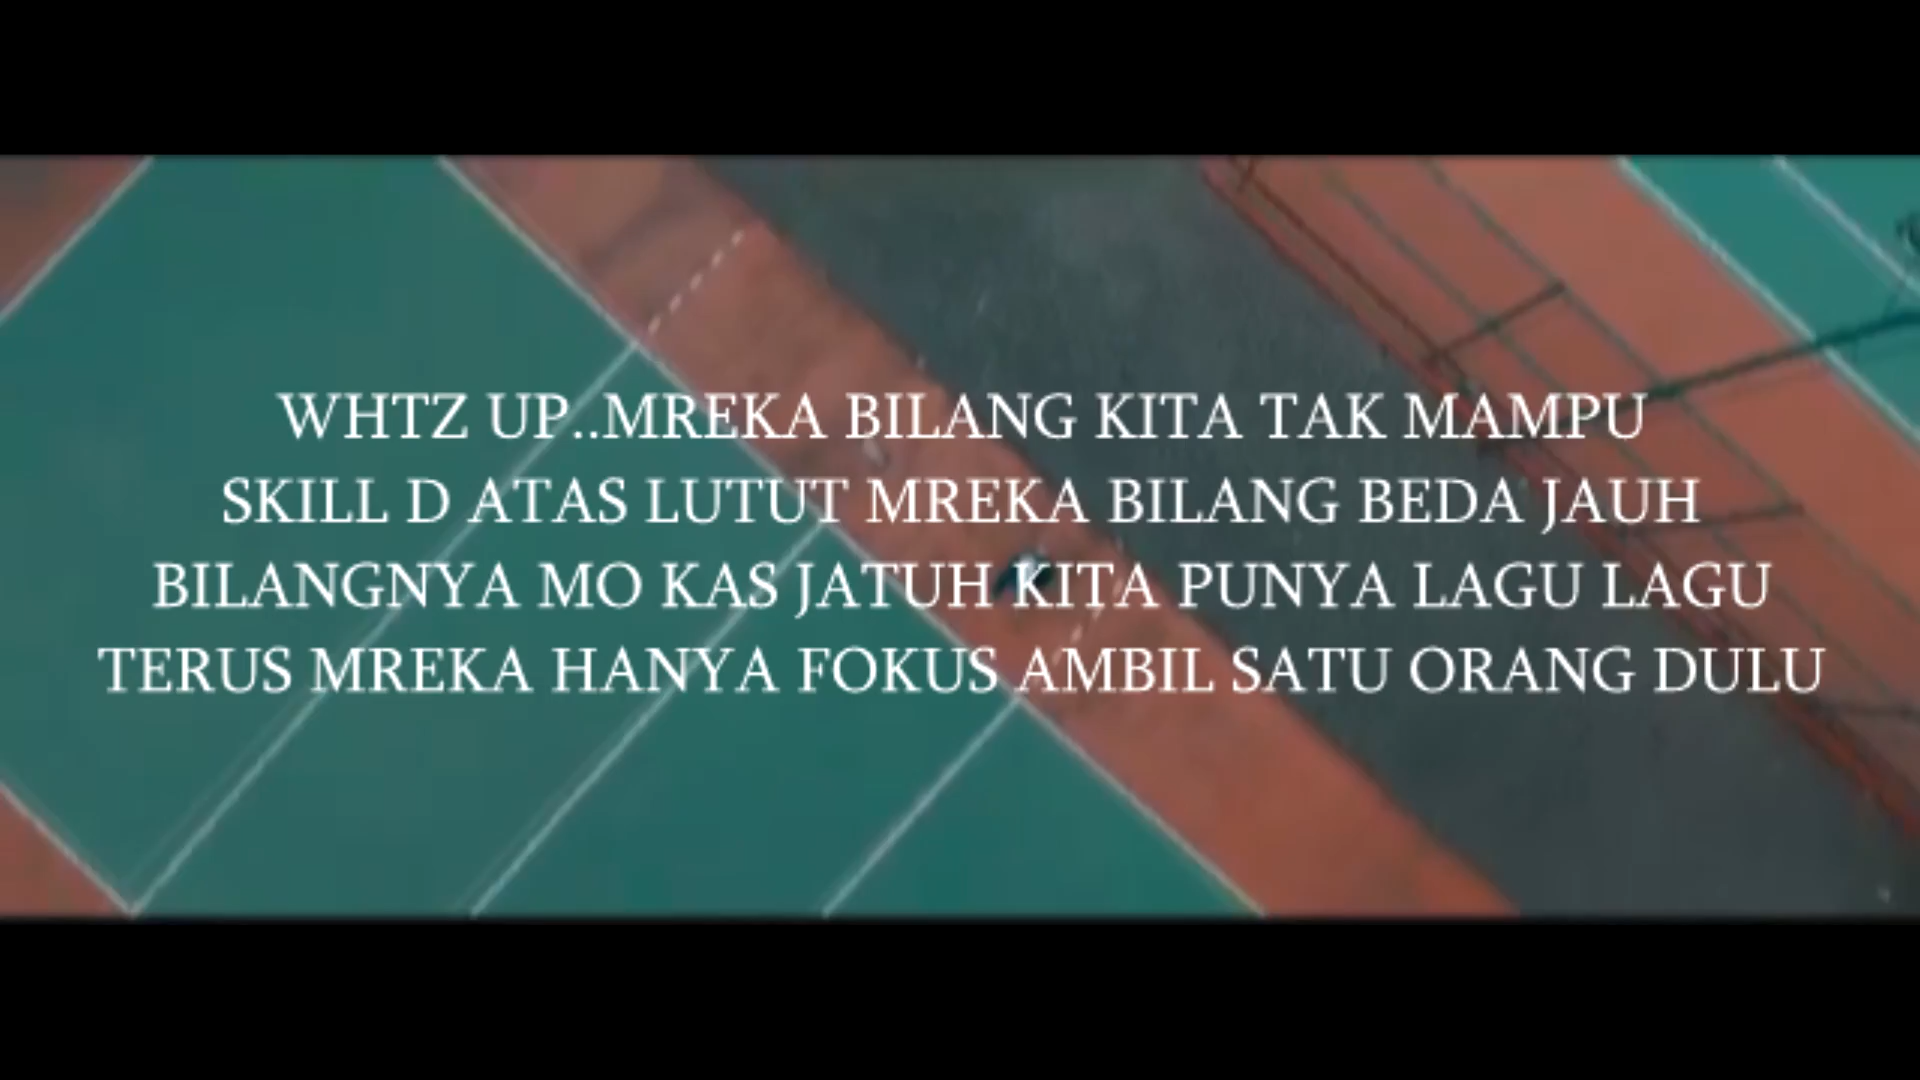 WHTZ UP..MREKA BILANG KITA TAK MAMPU
SKILL D ATAS LUTUT MREKA BILANG BEDA JAUH
BILANGNYA MO KAS JATUH KITA PUNYA LAGU LAGU
TERUS MREKA HANYA FOKUS AMBIL SATU ORANG DULU